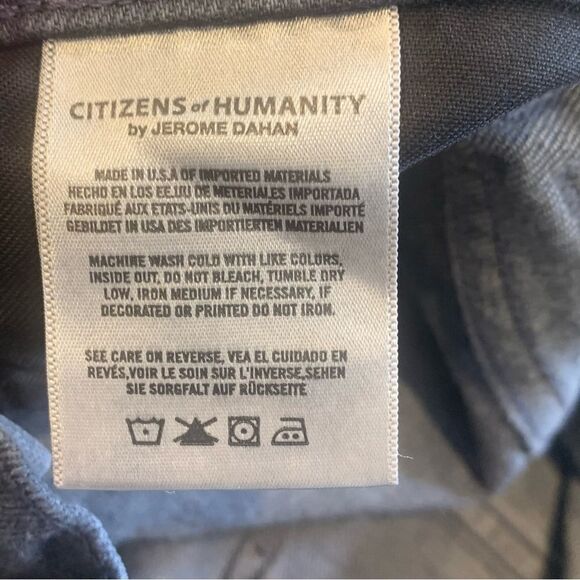 CITIZENS of HUMANITY
by JEROME DAHAN
MADE IN U.S.A OF IMPORTED MATERIALS
HECHO EN LOS EE.UU DE METERIALES IMPORTADA
FABRIQUÉ AUX ETATS-UNIS DU MATÉRIELS IMPORTÉ
GEBILDET IN USA DES IMPORTIERTEN MATERIALIEN
MACHINE WASH COLD WITH LIKE COLORS,
INSIDE OUT, DO NOT BLEACH, TUMBLE DRY
LOW, IRON MEDIUM IF NECESSARY, IF
DECORATED OR PRINTED DO NOT IRON.
SEE CARE ON REVERSE, VEA EL CUIDADO EN
REVÉS,VOIR LE SOIN SUR L'INVERSE,SEHEN
SIE SORGFALT AUF RÜCKSEITE